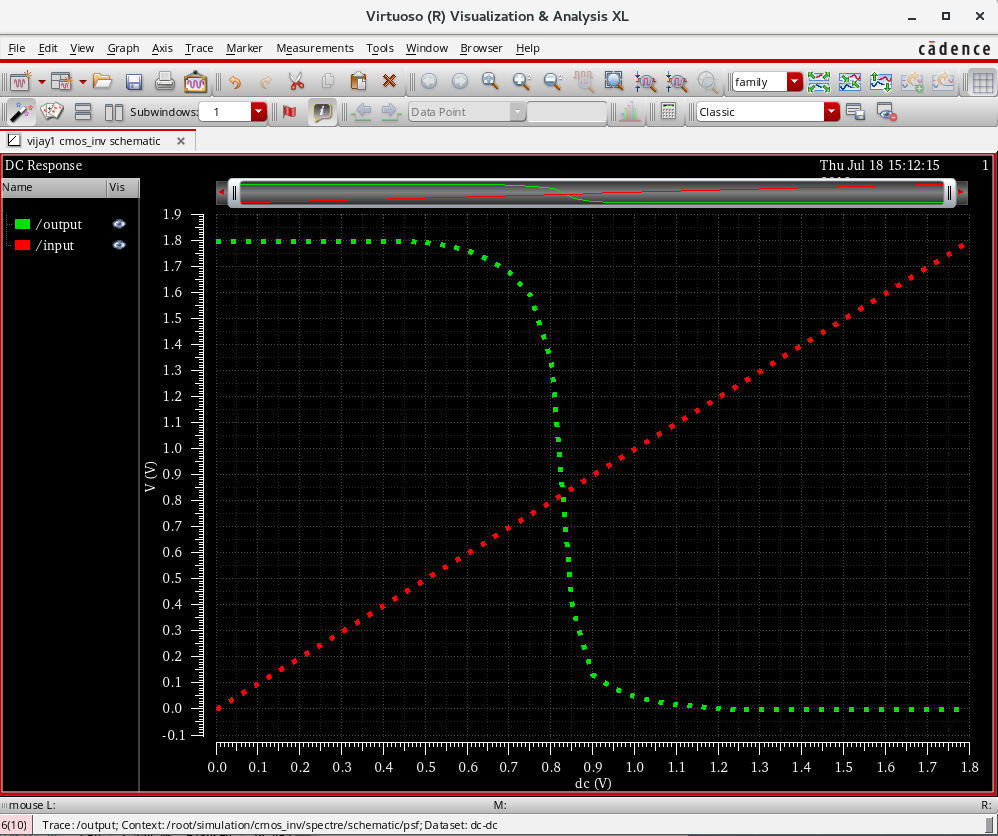 Virtuoso (R) Visualization & Analysis XL
File Edit View Graph Axis Trace Marker Measurements Tools Window Browser Help
cādence
family
Subwindows: 1
Data Point
Classic
vijay1 cmos_inv schematic
DC Response
Thu Jul 18 15:12:15
1
Name Vis
/output
/input
1.9
1.8
1.7
1.6
1.5
1.4
1.3
1.2
1.1
1.0
0.9
0.8
0.7
0.6
0.5
0.4
0.3
0.2
0.1
0.0
-0.1
V (V)
0.0 0.1 0.2 0.3 0.4 0.5 0.6 0.7 0.8 0.9 1.0 1.1 1.2 1.3 1.4 1.5 1.6 1.7 1.8
dc (V)
mouse L: M: R:
6(10) Trace: /output; Context: /root/simulation/cmos_inv/spectre/schematic/psf; Dataset: dc-dc